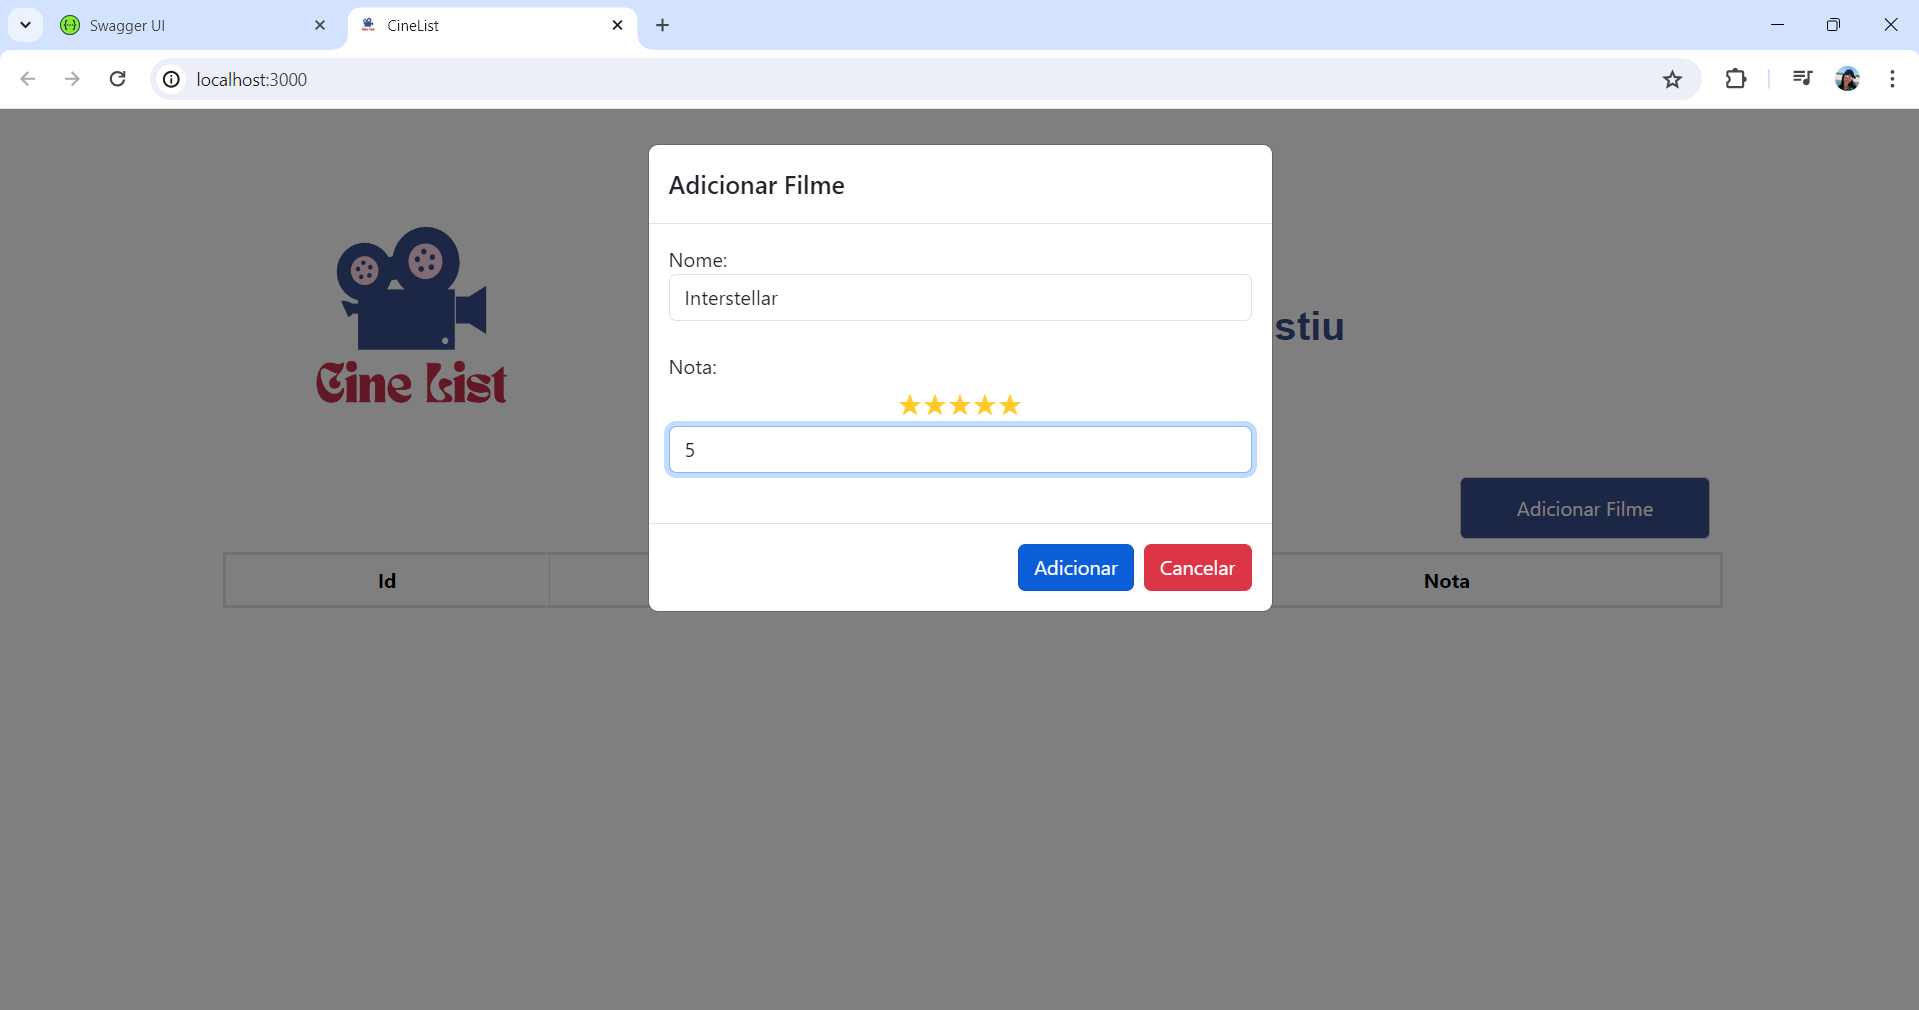 Swagger UI
CineList
localhost:3000
Adicionar Filme
Nome:
Interstellar
Cine List
stiu
Nota:
5
Adicionar Filme
Adicionar
Cancelar
Id
Nota